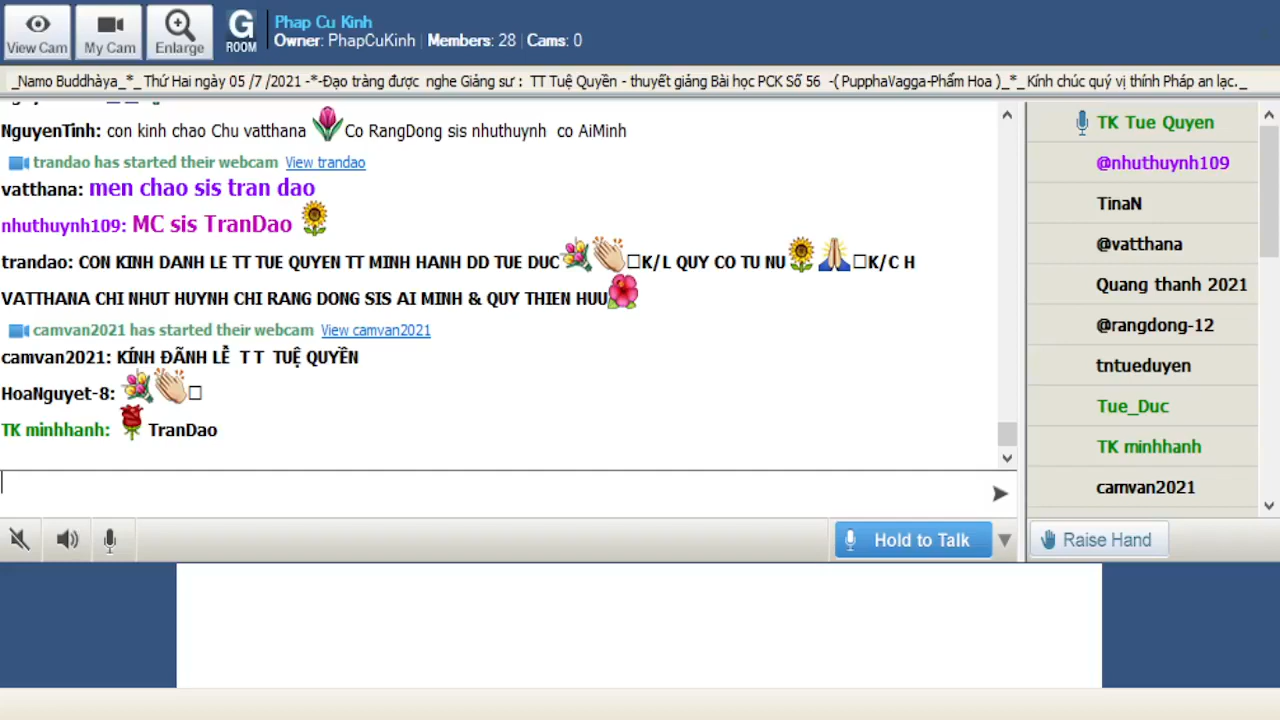 View Cam
My Cam
Enlarge
G
ROOM
Phap Cu Kinh
Owner: PhapCuKinh | Members: 28 | Cams: 0
_Namo Buddhàya_*_ Thứ Hai ngày 05 /7 /2021 -*-Đạo tràng được nghe Giảng sư : TT Tuệ Quyền - thuyết giảng Bài học PCK Số 56 -( PupphaVagga-Phẩm Hoa )_*_ Kính chúc quý vị thính Pháp an lạc._
NguyenTinh: con kinh chao Chu vatthana Co RangDong sis nhuthuynh co AiMinh
trandao has started their webcam View trandao
vatthana: men chao sis tran dao
nhuthuynh109: MC sis TranDao
trandao: CON KINH DANH LE TT TUE QUYEN TT MINH HANH DD TUE DUC K/L QUY CO TU NU K/C H
VATTHANA CHI NHUT HUYNH CHI RANG DONG SIS AI MINH & QUY THIEN HUU
camvan2021 has started their webcam View camvan2021
camvan2021: KÍNH ĐÃNH LỄ T T TUỆ QUYỀN
HoaNguyet-8:
TK minhhanh: TranDao
TK Tue Quyen
@nhuthuynh109
TinaN
@vatthana
Quang thanh 2021
@rangdong-12
tntueduyen
Tue_Duc
TK minhhanh
camvan2021
Hold to Talk
Raise Hand